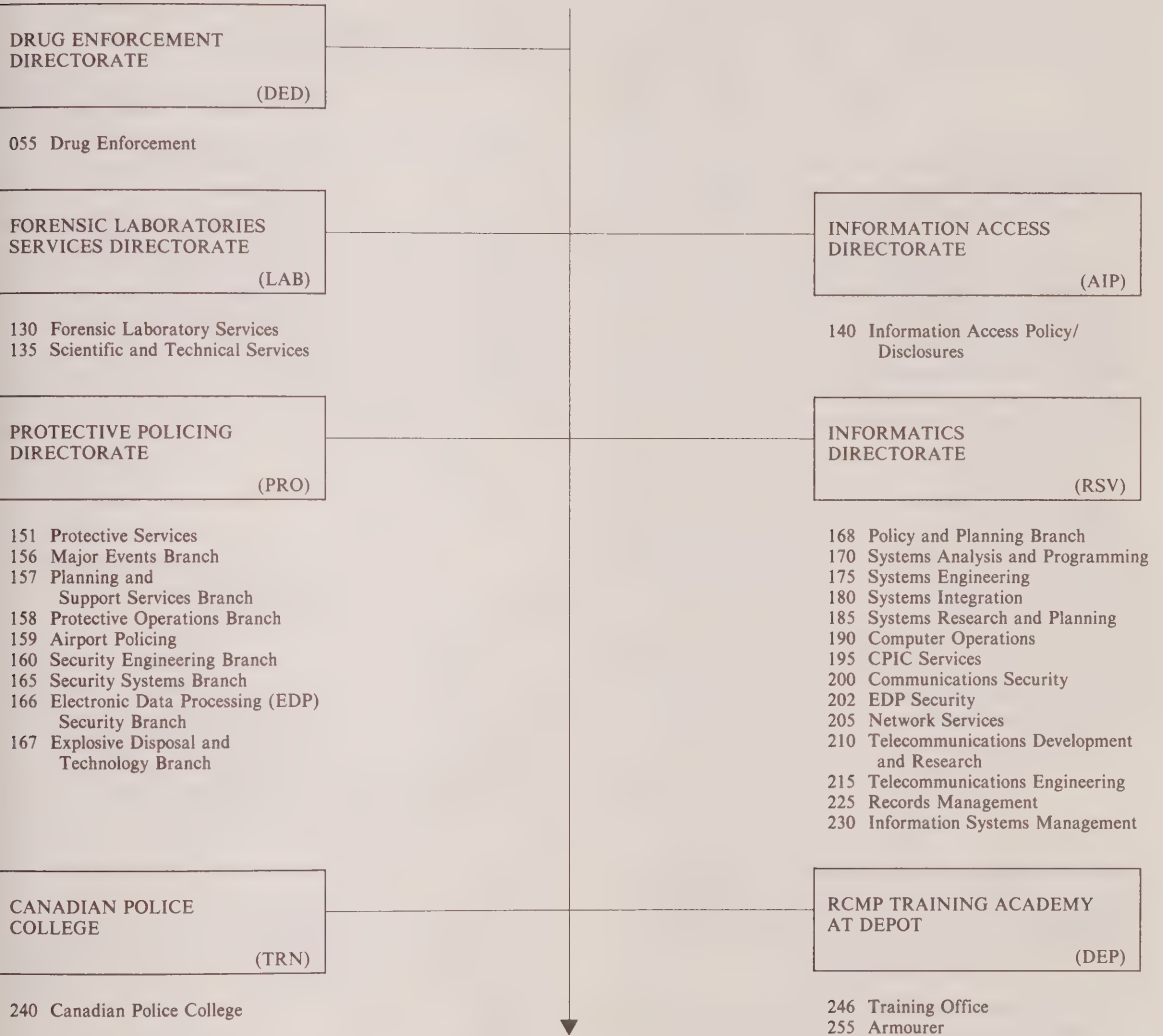 DRUG ENFORCEMENT
DIRECTORATE
(DED)
055 Drug Enforcement
FORENSIC LABORATORIES
SERVICES DIRECTORATE
(LAB)
130 Forensic Laboratory Services
135 Scientific and Technical Services
INFORMATION ACCESS
DIRECTORATE
(AIP)
140 Information Access Policy/
Disclosures
PROTECTIVE POLICING
DIRECTORATE
(PRO)
151 Protective Services
156 Major Events Branch
157 Planning and
Support Services Branch
158 Protective Operations Branch
159 Airport Policing
160 Security Engineering Branch
165 Security Systems Branch
166 Electronic Data Processing (EDP)
Security Branch
167 Explosive Disposal and
Technology Branch
INFORMATICS
DIRECTORATE
(RSV)
168 Policy and Planning Branch
170 Systems Analysis and Programming
175 Systems Engineering
180 Systems Integration
185 Systems Research and Planning
190 Computer Operations
195 CPIC Services
200 Communications Security
202 EDP Security
205 Network Services
210 Telecommunications Development
and Research
215 Telecommunications Engineering
225 Records Management
230 Information Systems Management
CANADIAN POLICE
COLLEGE
(TRN)
240 Canadian Police College
RCMP TRAINING ACADEMY
AT DEPOT
(DEP)
246 Training Office
255 Armourer